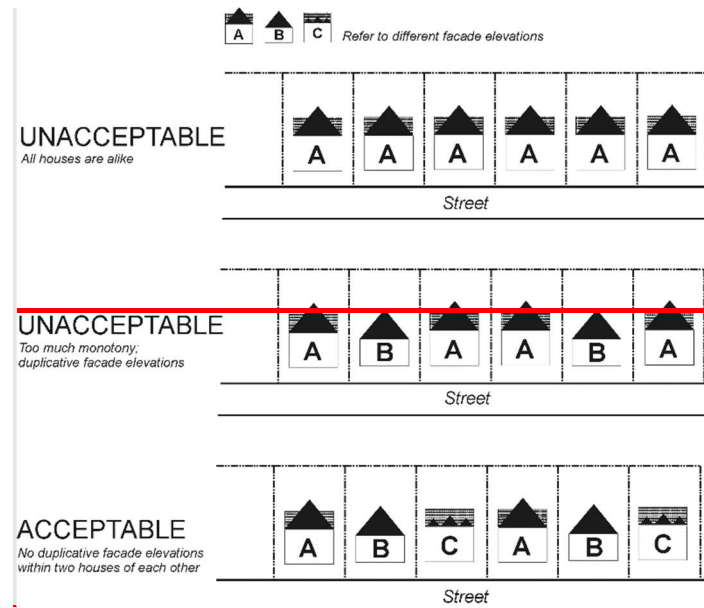 A B C Refer to different facade elevations
UNACCEPTABLE
All houses are alike
A A A A A A
Street
UNACCEPTABLE
Too much monotony;
duplicative facade elevations
A B A A B A
Street
ACCEPTABLE
No duplicative facade elevations
within two houses of each other
A B C A B C
Street